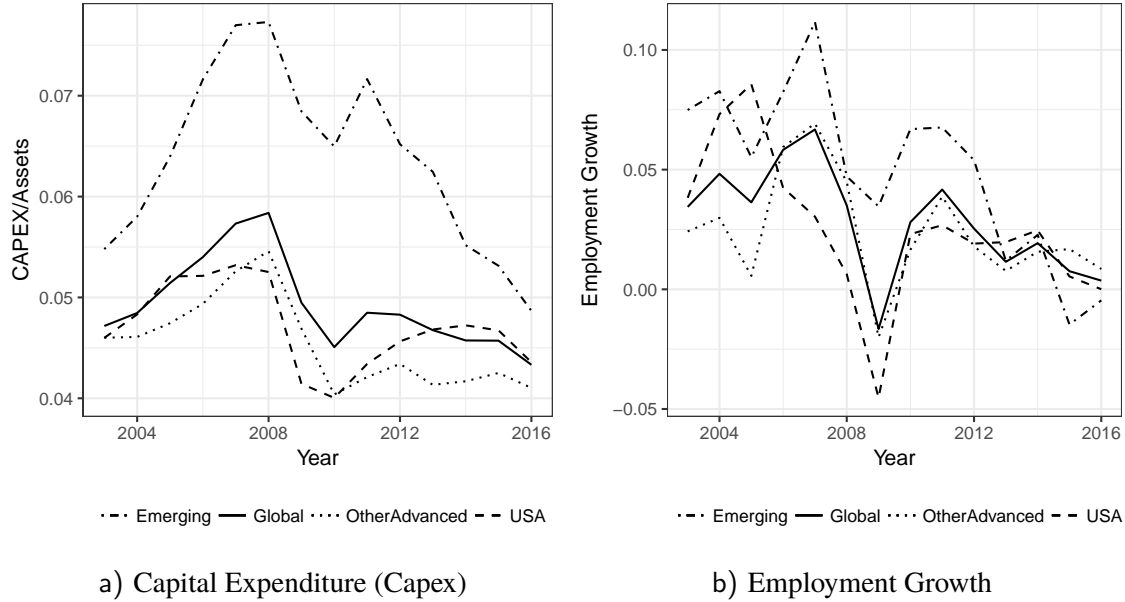 0.07
0.06
0.05
0.04
CAPEX/Assets
2004 2008 2012 2016
Year
Emerging Global OtherAdvanced USA
a) Capital Expenditure (Capex)
0.10
0.05
0.00
−0.05
Employment Growth
2004 2008 2012 2016
Year
Emerging Global OtherAdvanced USA
b) Employment Growth